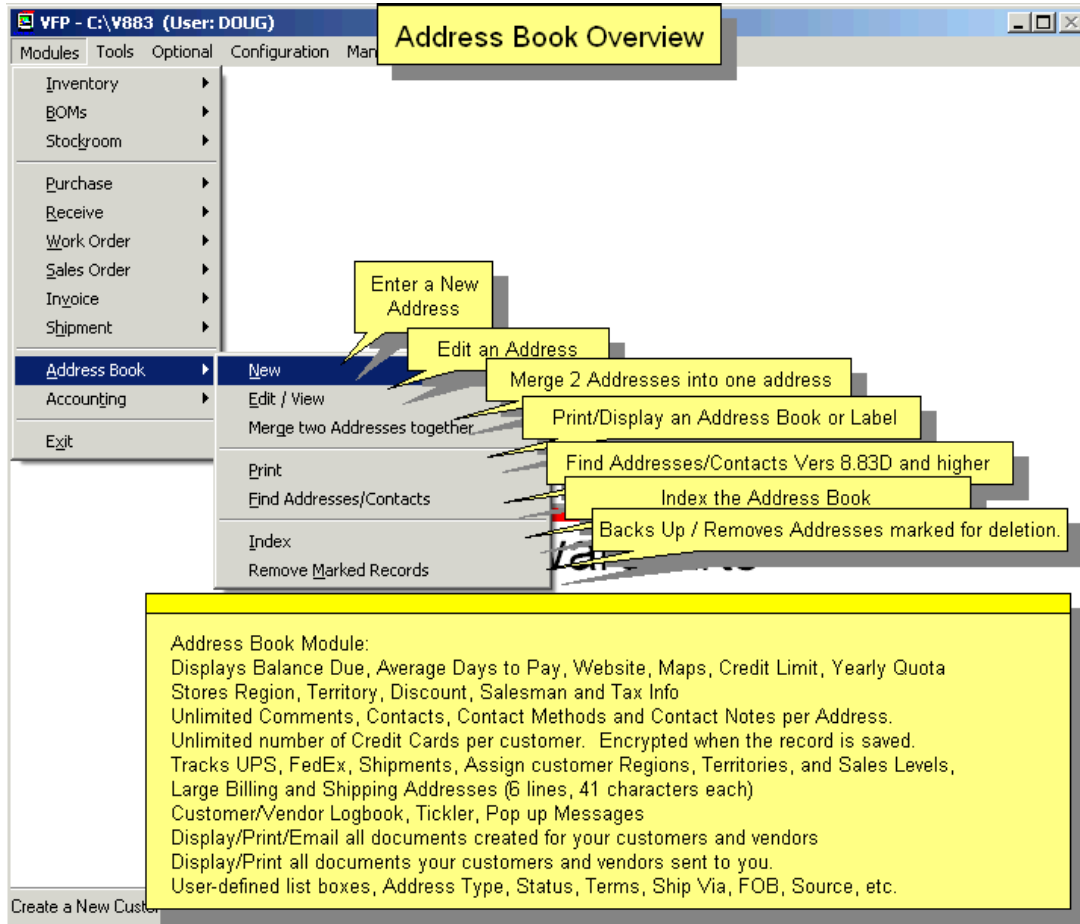 VFP - C:\V883 (User: DOUG)
Address Book Overview
Modules Tools Optional Configuration
Inventory
BOMs
Stockroom
Purchase
Receive
Work Order
Sales Order
Invoice
Shipment
Address Book
Accounting
Exit
New
Edit / View
Merge two Addresses together
Print
Find Addresses/Contacts
Index
Remove Marked Records
Enter a New
Address
Edit an Address
Merge 2 Addresses into one address
Print/Display an Address Book or Label
Find Addresses/Contacts Vers 8.83D and higher
Index the Address Book
Backs Up / Removes Addresses marked for deletion.
Address Book Module:
Displays Balance Due, Average Days to Pay, Website, Maps, Credit Limit, Yearly Quota
Stores Region, Territory, Discount, Salesman and Tax Info
Unlimited Comments, Contacts, Contact Methods and Contact Notes per Address.
Unlimited number of Credit Cards per customer.  Encrypted when the record is saved.
Tracks UPS, FedEx, Shipments, Assign customer Regions, Territories, and Sales Levels,
Large Billing and Shipping Addresses (6 lines, 41 characters each)
Customer/Vendor Logbook, Tickler, Pop up Messages
Display/Print/Email all documents created for your customers and vendors
Display/Print all documents your customers and vendors sent to you.
User-defined list boxes, Address Type, Status, Terms, Ship Via, FOB, Source, etc.
Create a New